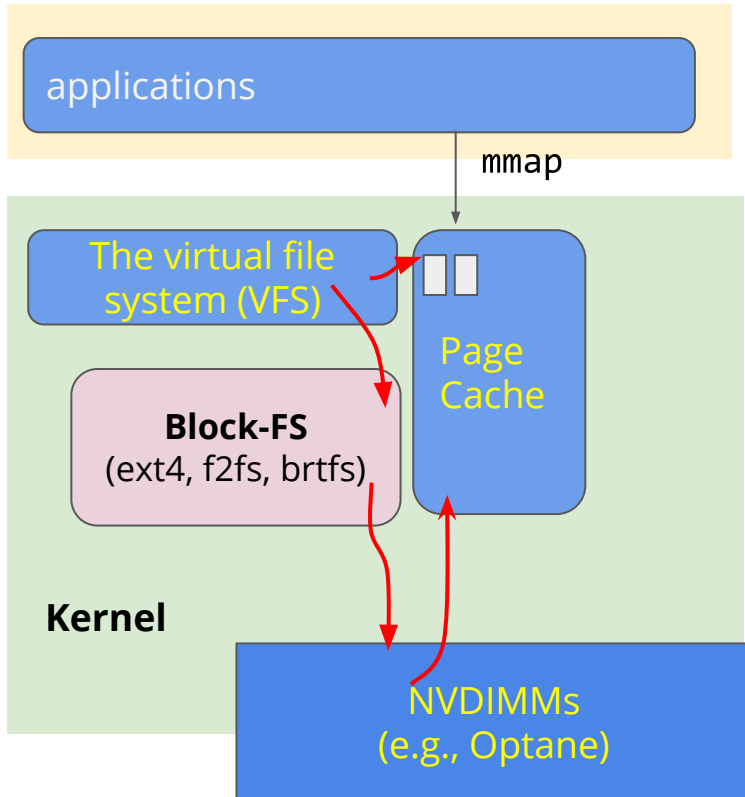 applications
mmap
The virtual file
system (VFS)
Page
Cache
Block-FS
(ext4, f2fs, brtfs)
Kernel
NVDIMMs
(e.g., Optane)